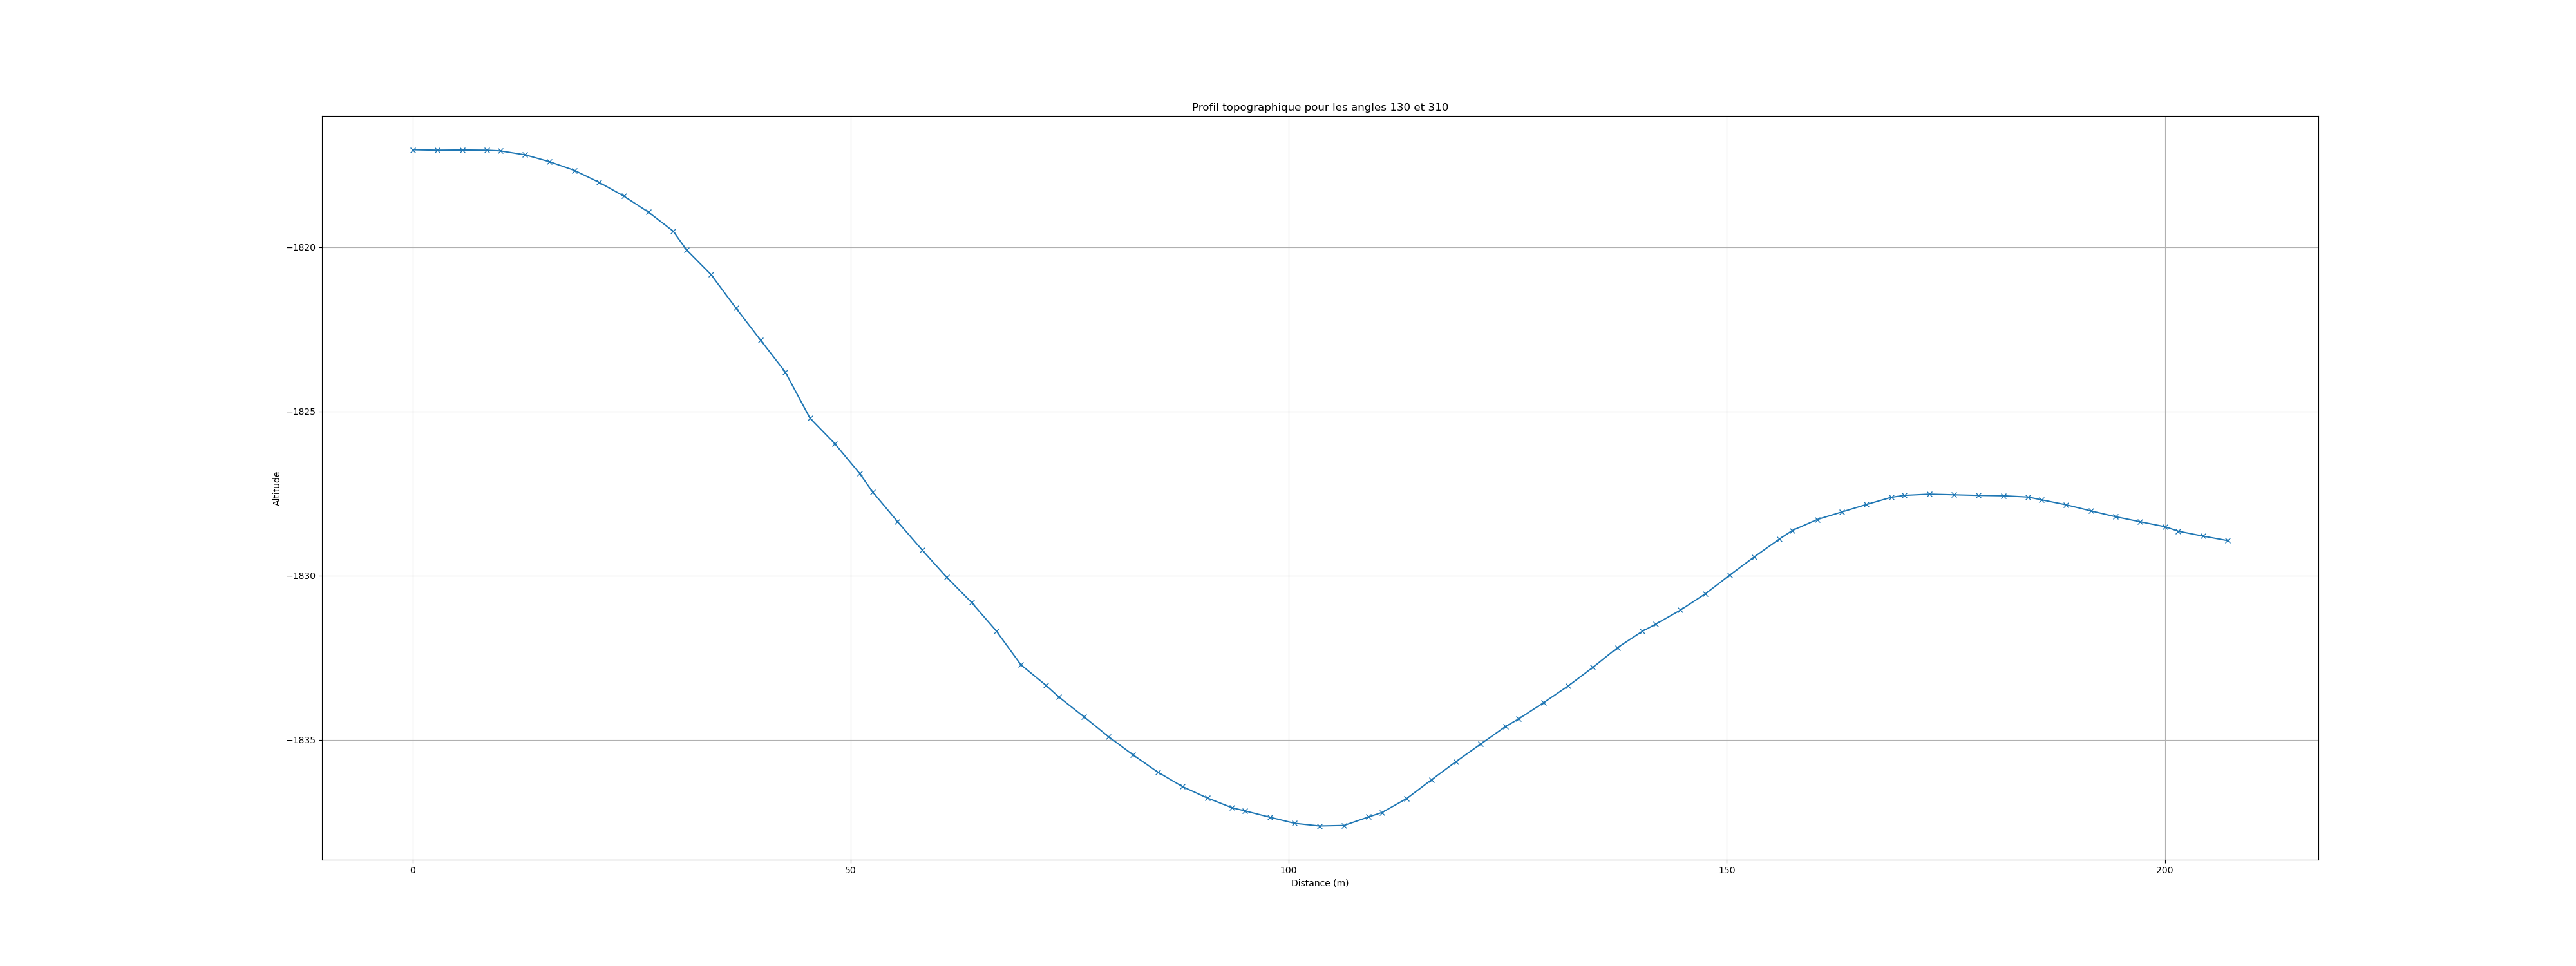 Profil topographique pour les angles 130 et 310
−1820
−1825
Altitude
−1830
−1835
0 50 100 150 200
Distance (m)